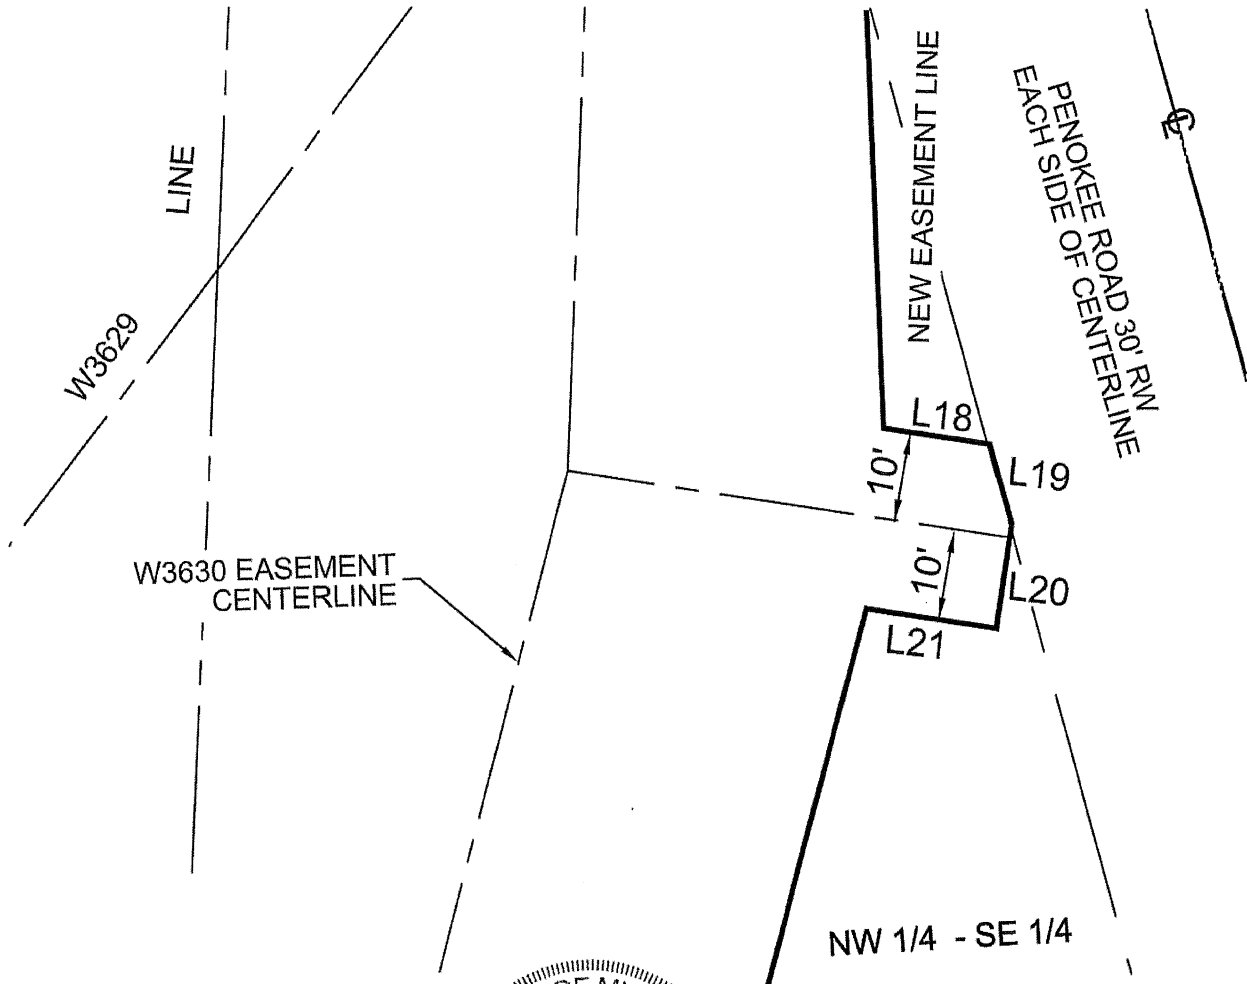 LINE
W3629
NEW EASEMENT LINE
PENOKEE ROAD 30' RW
EACH SIDE OF CENTERLINE
CL
L18
10'
L19
W3630 EASEMENT
CENTERLINE
10'
L20
L21
NW 1/4 - SE 1/4